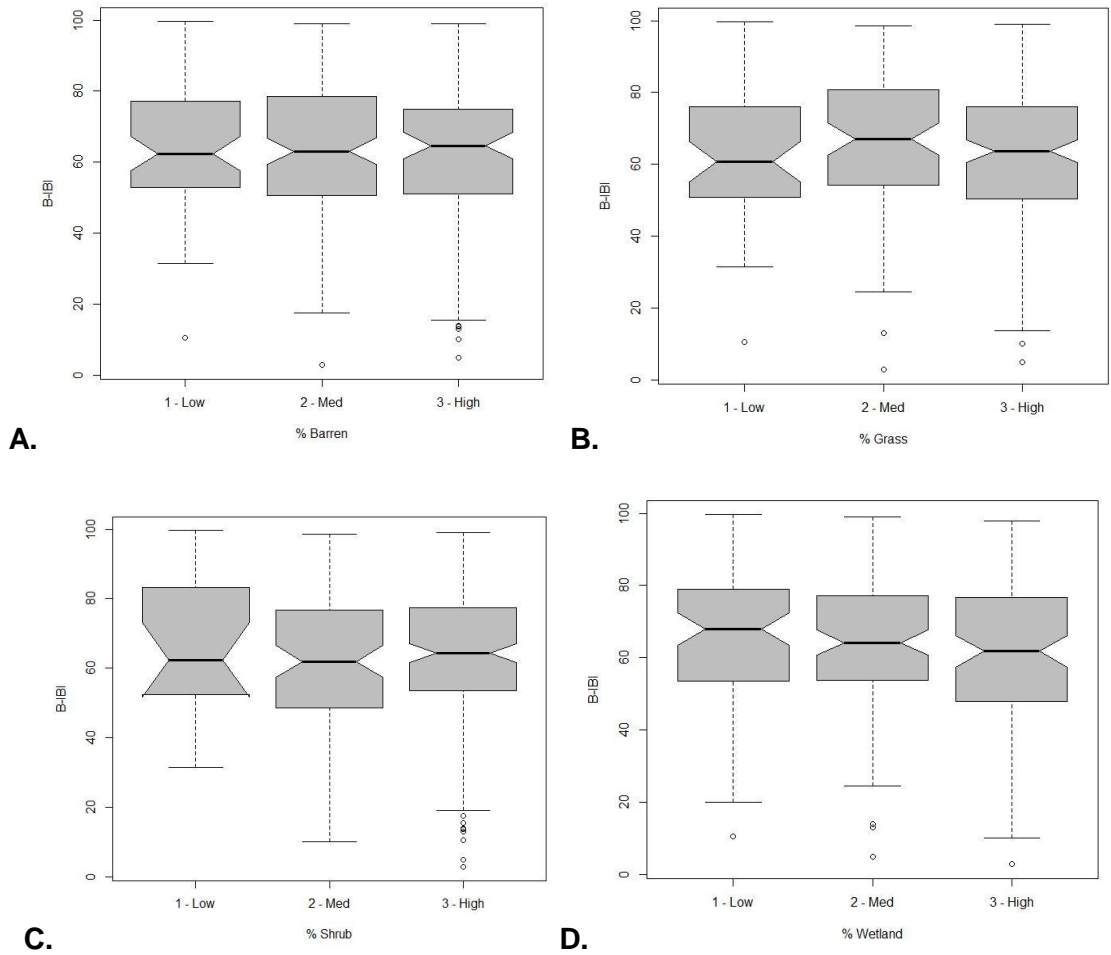 100
80
60
40
20
0
B-IBI
1 - Low 2 - Med 3 - High
% Barren
A.
100
80
60
40
20
0
B-IBI
1 - Low 2 - Med 3 - High
% Grass
B.
100
80
60
40
20
0
B-IBI
1 - Low 2 - Med 3 - High
% Shrub
C.
100
80
60
40
20
0
B-IBI
1 - Low 2 - Med 3 - High
% Wetland
D.